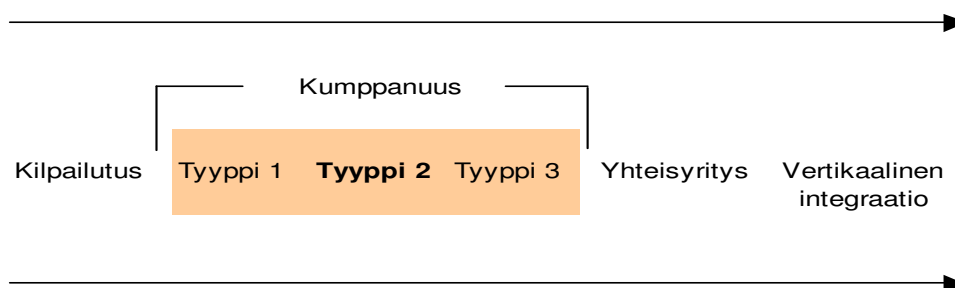 Kumppanuus
Kilpailutus Tyyppi 1 Tyyppi 2 Tyyppi 3 Yhteisyritys Vertikaalinen
integraatio